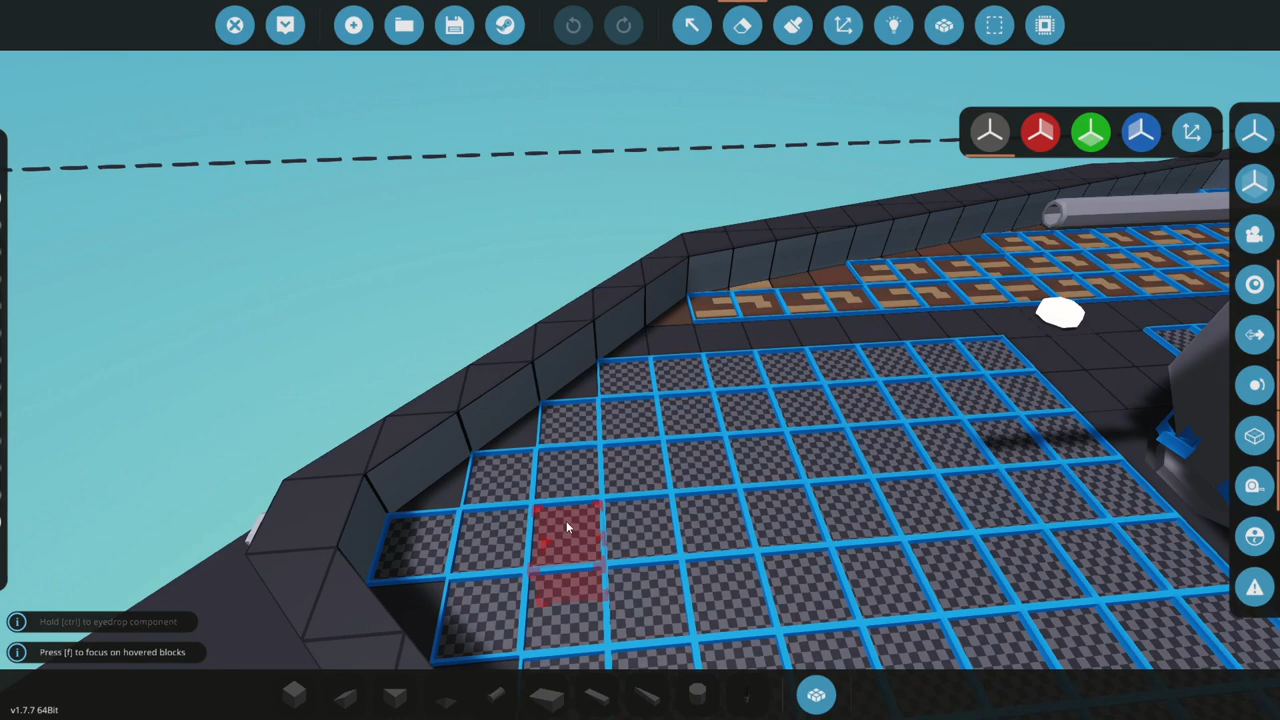 Hold [ctrl] to eyedrop component
Press [f] to focus on hovered blocks
v1.7.7 64Bit